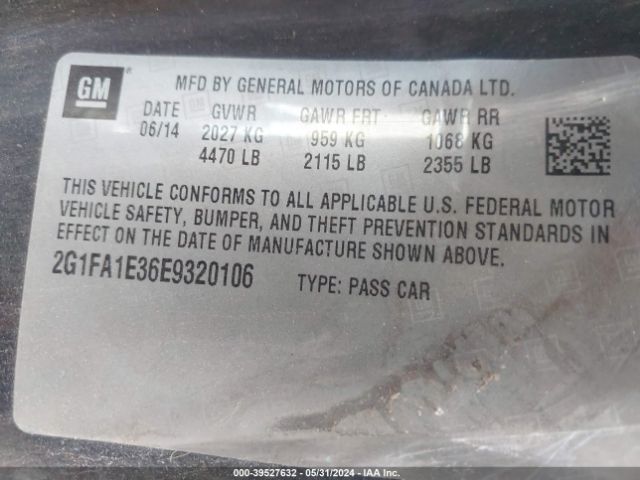 GM
MFD BY GENERAL MOTORS OF CANADA LTD.
DATE GVWR GAWR FRT GAWR RR
06/14 2027 KG 959 KG 1068 KG
4470 LB 2115 LB 2355 LB
THIS VEHICLE CONFORMS TO ALL APPLICABLE U.S. FEDERAL MOTOR
VEHICLE SAFETY, BUMPER, AND THEFT PREVENTION STANDARDS IN
EFFECT ON THE DATE OF MANUFACTURE SHOWN ABOVE.
2G1FA1E36E9320106 TYPE: PASS CAR
000-39527632 - 05/31/2024 - IAA Inc.